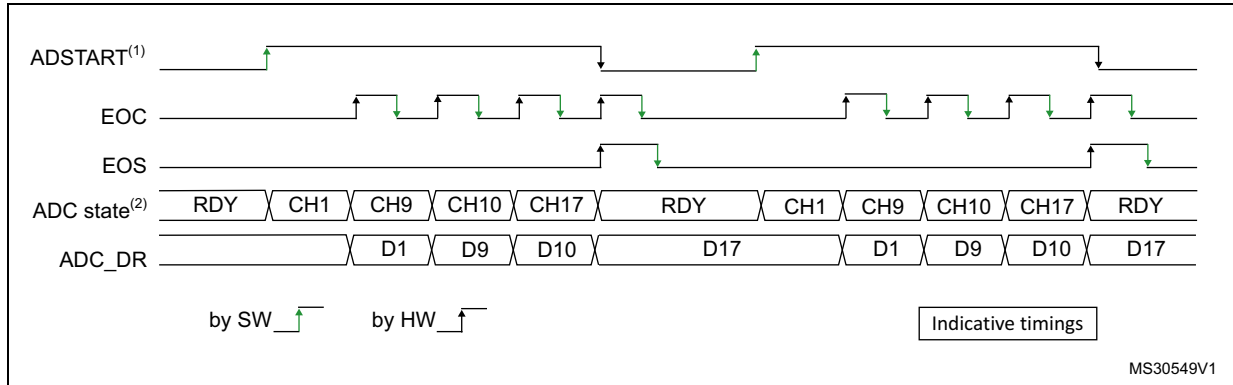 ADSTART(1)
EOC
EOS
ADC state(2) RDY CH1 CH9 CH10 CH17 RDY CH1 CH9 CH10 CH17 RDY
ADC_DR D1 D9 D10 D17 D1 D9 D10 D17
by SW by HW Indicative timings
MS30549V1